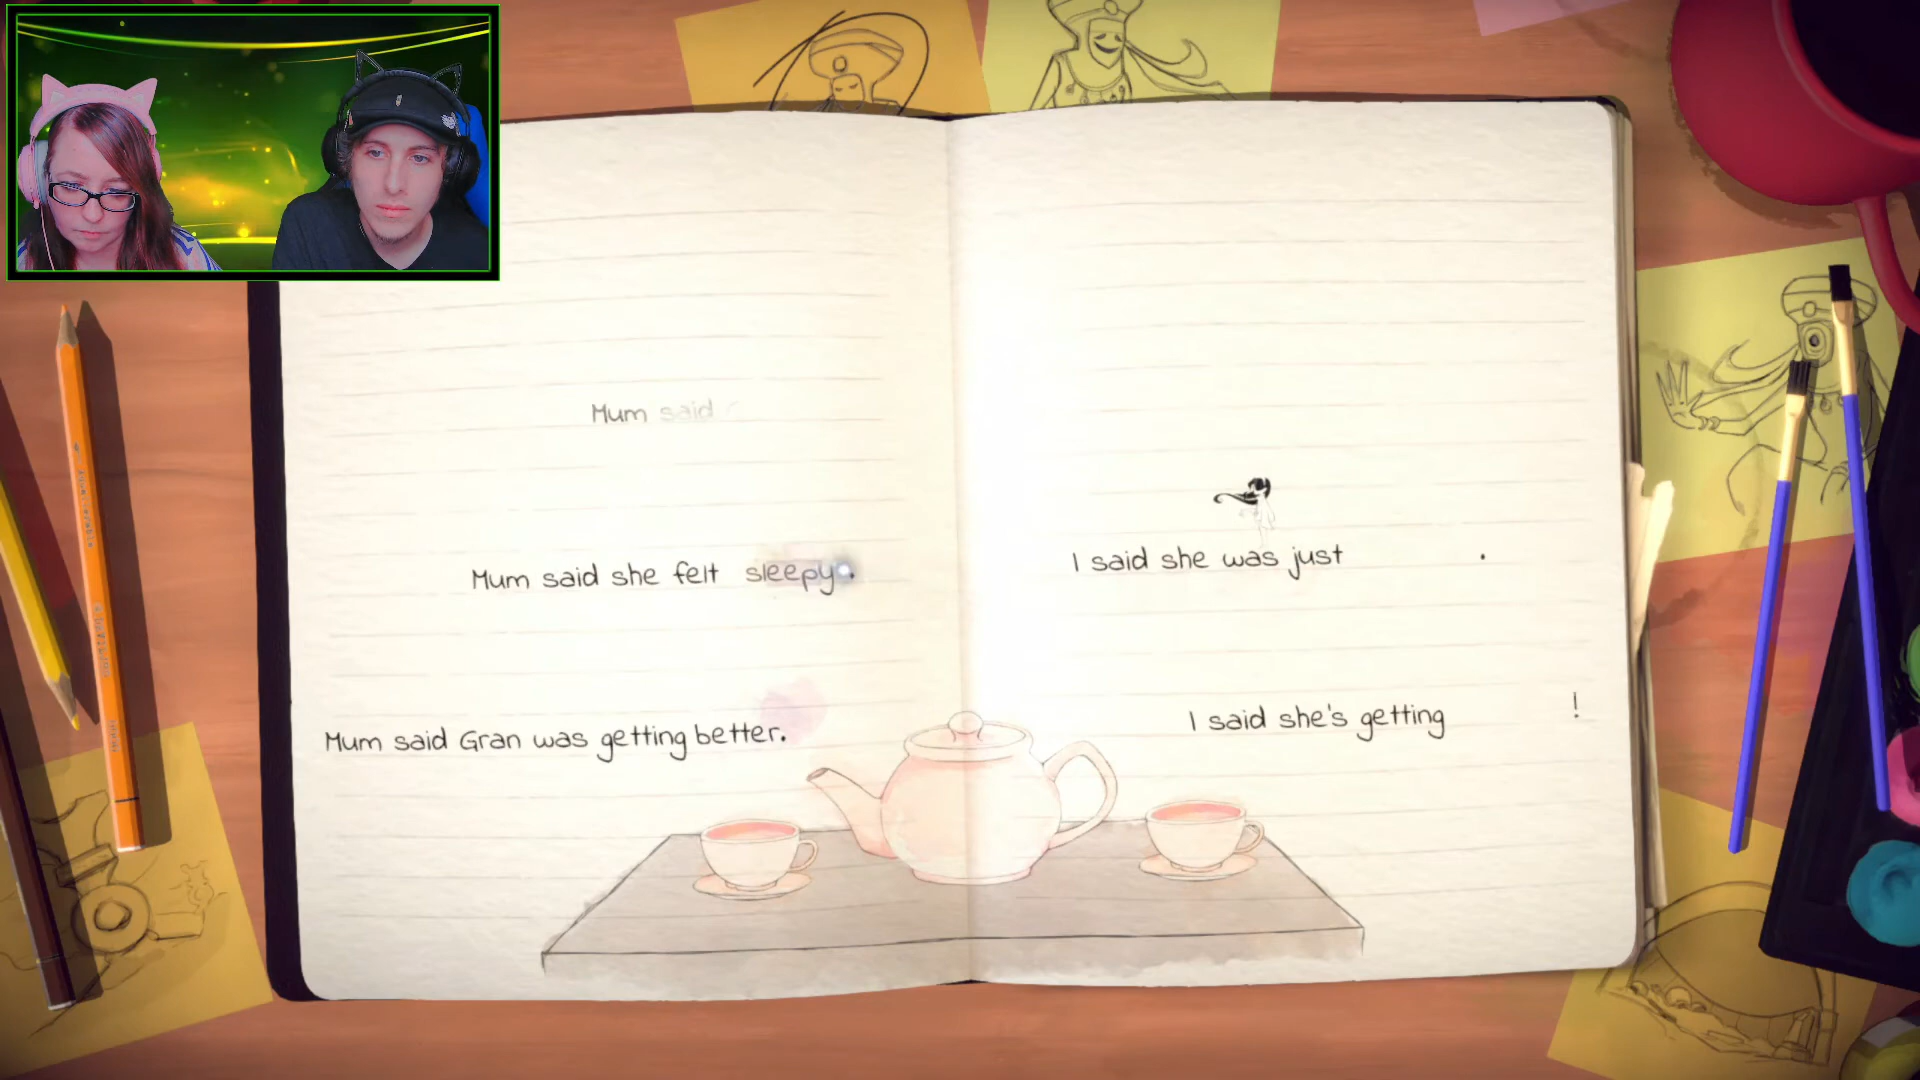 Mum said
Mum said she felt sleepy.
Mum said Gran was getting better.
I said she was just .
I said she's getting !